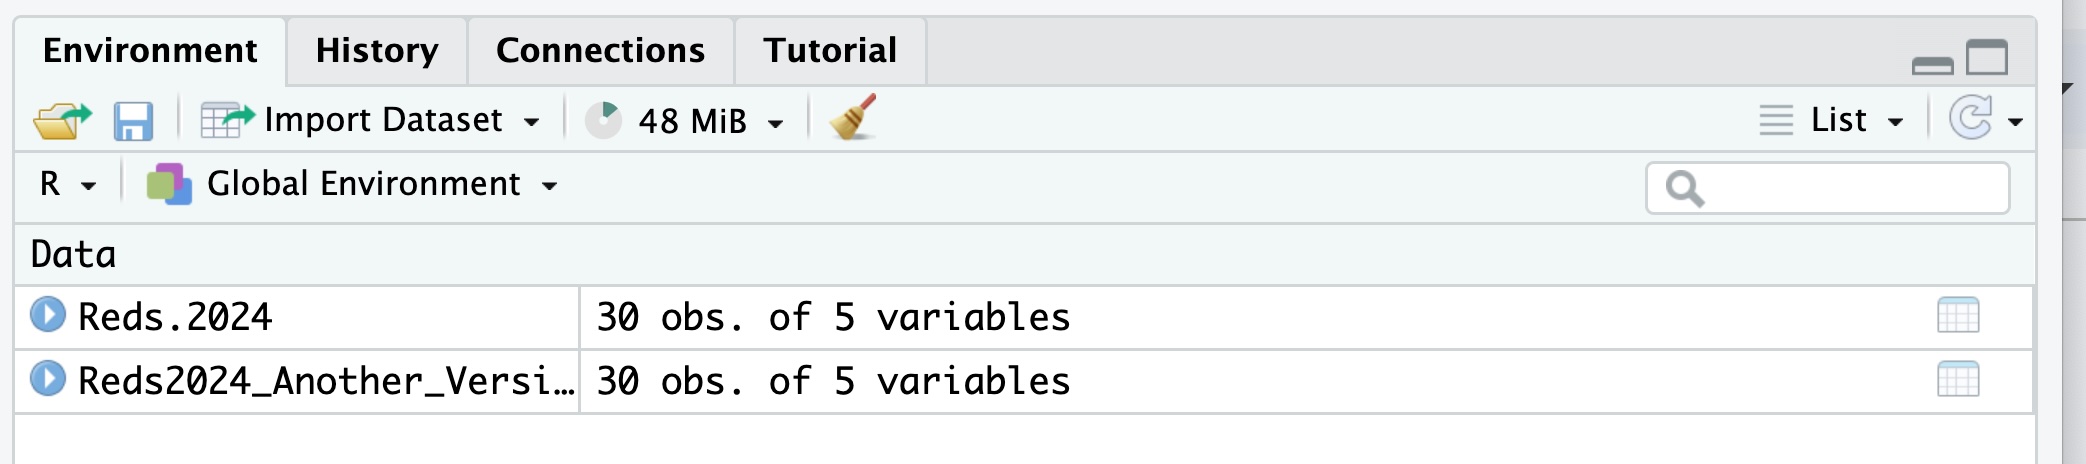 Environment History Connections Tutorial
Import Dataset 48 MiB List
R Global Environment
Data
Reds.2024 30 obs. of 5 variables
Reds2024_Another_Versi… 30 obs. of 5 variables